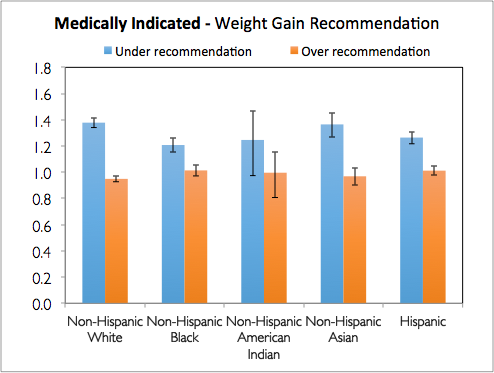 Medically Indicated - Weight Gain Recommendation
Under recommendation Over recommendation
1.8
1.6
1.4
1.2
1.0
0.8
0.6
0.4
0.2
0.0
Non-Hispanic White
Non-Hispanic Black
Non-Hispanic American Indian
Non-Hispanic Asian
Hispanic